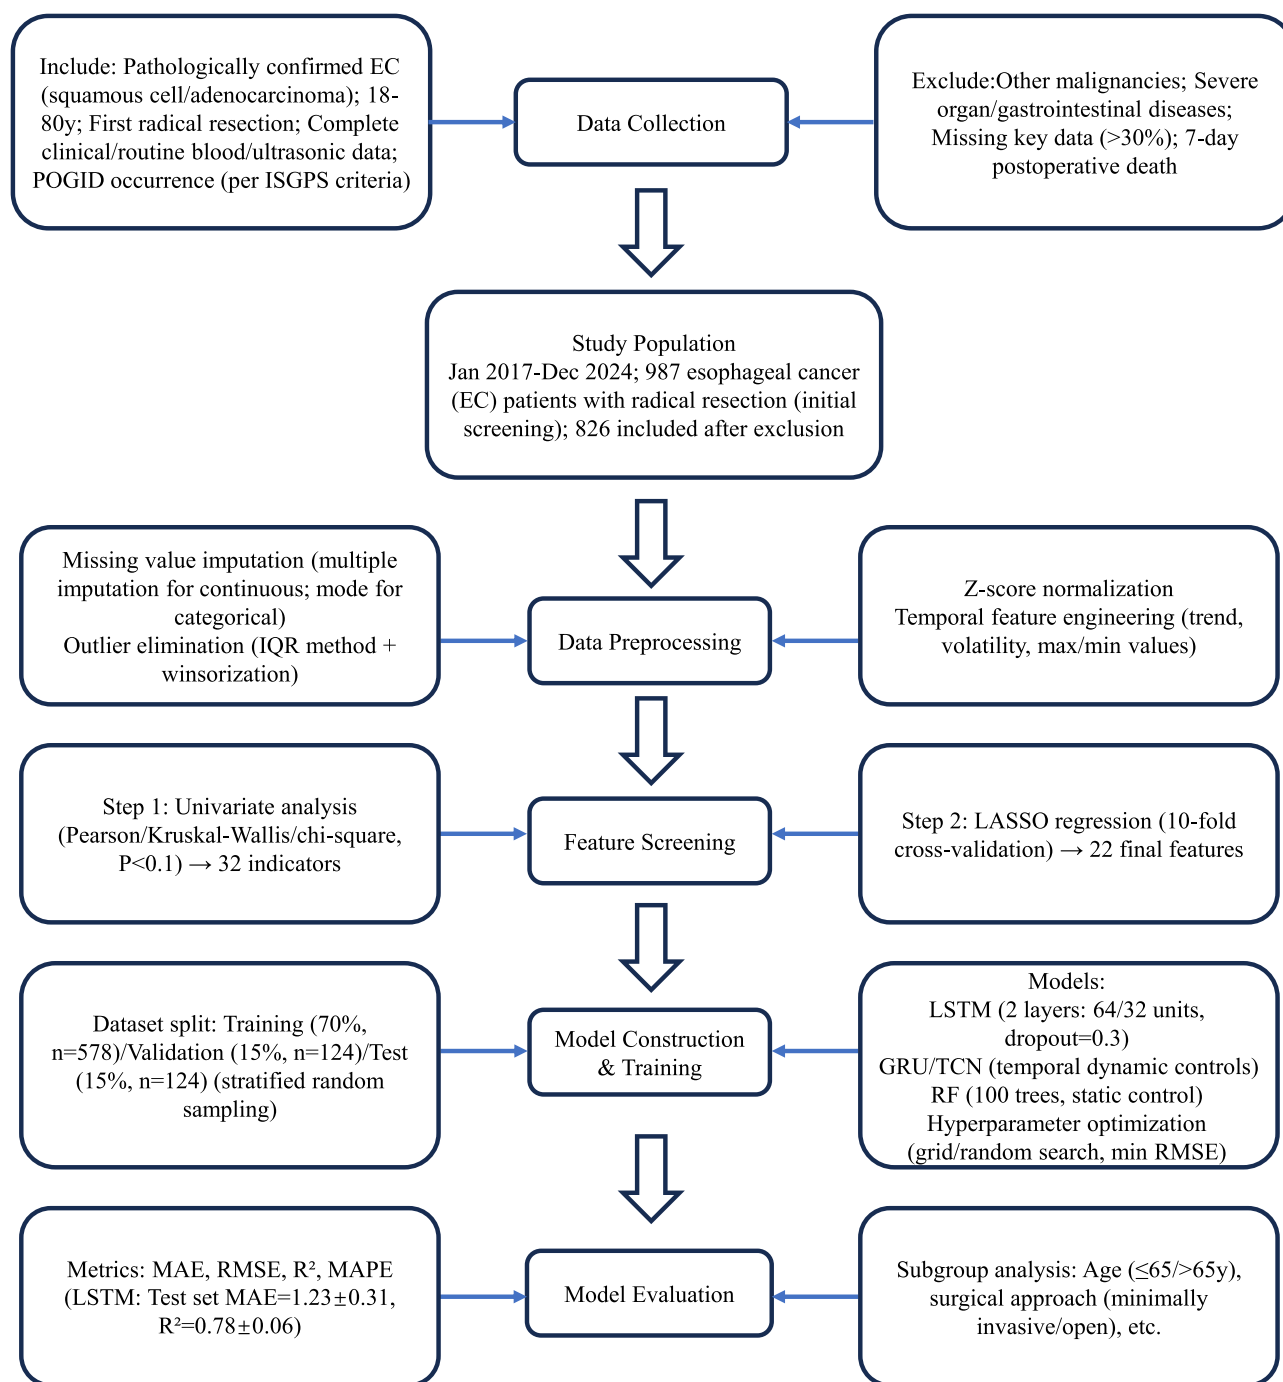 Include: Pathologically confirmed EC
(squamous cell/adenocarcinoma); 18-
80y; First radical resection; Complete
clinical/routine blood/ultrasonic data;
POGID occurrence (per ISGPS criteria)
Data Collection
Exclude:Other malignancies; Severe
organ/gastrointestinal diseases;
Missing key data (>30%); 7-day
postoperative death
Study Population
Jan 2017-Dec 2024; 987 esophageal cancer
(EC) patients with radical resection (initial
screening); 826 included after exclusion
Missing value imputation (multiple
imputation for continuous; mode for
categorical)
Outlier elimination (IQR method +
winsorization)
Data Preprocessing
Z-score normalization
Temporal feature engineering (trend,
volatility, max/min values)
Step 1: Univariate analysis
(Pearson/Kruskal-Wallis/chi-square,
P<0.1) → 32 indicators
Feature Screening
Step 2: LASSO regression (10-fold
cross-validation) → 22 final features
Dataset split: Training (70%,
n=578)/Validation (15%, n=124)/Test
(15%, n=124) (stratified random
sampling)
Model Construction
& Training
Models:
LSTM (2 layers: 64/32 units,
dropout=0.3)
GRU/TCN (temporal dynamic controls)
RF (100 trees, static control)
Hyperparameter optimization
(grid/random search, min RMSE)
Metrics: MAE, RMSE, R², MAPE
(LSTM: Test set MAE=1.23±0.31,
R²=0.78±0.06)
Model Evaluation
Subgroup analysis: Age (≤65/>65y),
surgical approach (minimally
invasive/open), etc.